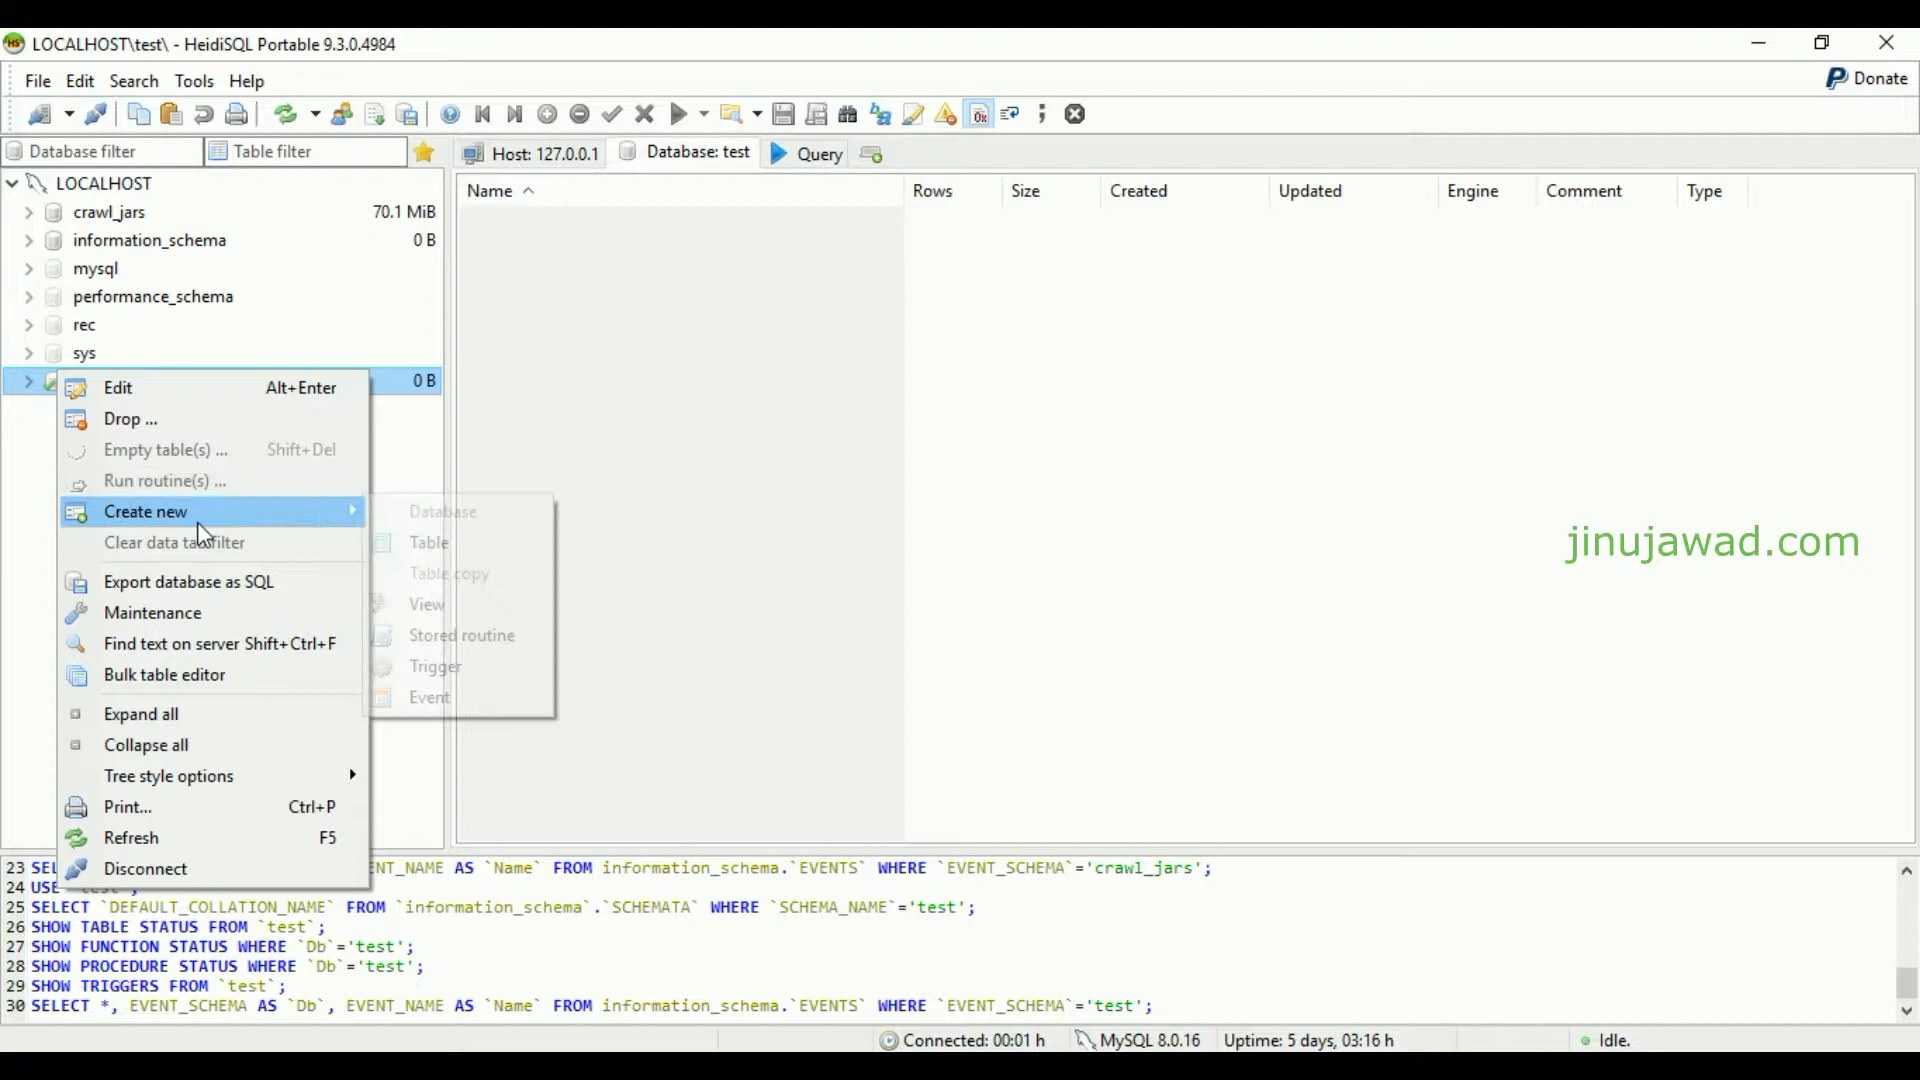 LOCALHOST\test\ - HeidiSQL Portable 9.3.0.4984
File Edit Search Tools Help
Donate
Database filter
Table filter
Host: 127.0.0.1
Database: test
Query
LOCALHOST
crawl_jars 70.1 MiB
information_schema 0 B
mysql
performance_schema
rec
sys
0 B
Name Rows Size Created Updated Engine Comment Type
Edit Alt+Enter
Drop ...
Empty table(s) ... Shift+Del
Run routine(s) ...
Create new
Clear data tab filter
Export database as SQL
Maintenance
Find text on server Shift+Ctrl+F
Bulk table editor
Expand all
Collapse all
Tree style options
Print... Ctrl+P
Refresh F5
Disconnect
Database
Table
Table copy
View
Stored routine
Trigger
Event
jinujawad.com
23 SEL ENT_NAME AS `Name` FROM information_schema.`EVENTS` WHERE `EVENT_SCHEMA`='crawl_jars';
24 USE `test`;
25 SELECT `DEFAULT_COLLATION_NAME` FROM `information_schema`.`SCHEMATA` WHERE `SCHEMA_NAME`='test';
26 SHOW TABLE STATUS FROM `test`;
27 SHOW FUNCTION STATUS WHERE `Db`='test';
28 SHOW PROCEDURE STATUS WHERE `Db`='test';
29 SHOW TRIGGERS FROM `test`;
30 SELECT *, EVENT_SCHEMA AS `Db`, EVENT_NAME AS `Name` FROM information_schema.`EVENTS` WHERE `EVENT_SCHEMA`='test';
Connected: 00:01 h
MySQL 8.0.16
Uptime: 5 days, 03:16 h
Idle.